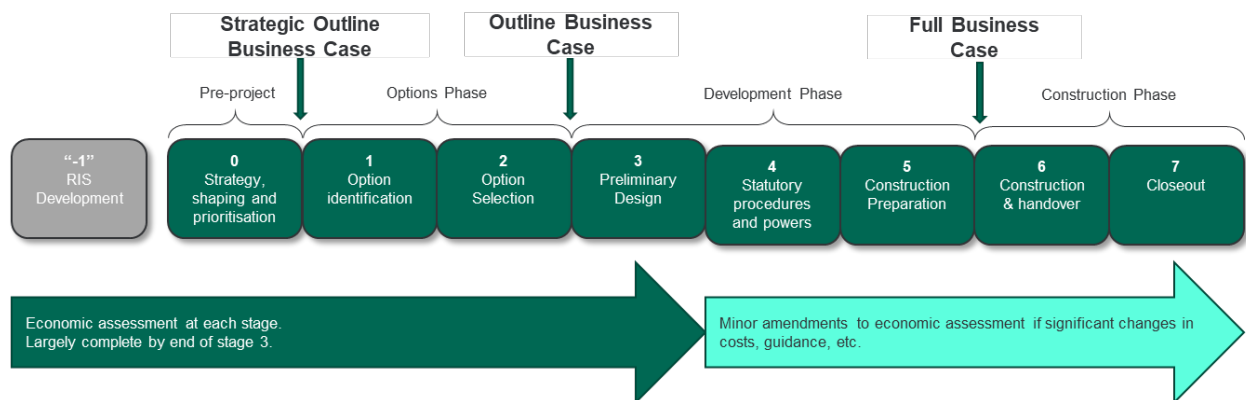 Strategic Outline
Business Case
Outline Business
Case
Full Business
Case
Pre-project
Options Phase
Development Phase
Construction Phase
“-1”
RIS
Development
0
Strategy,
shaping and
prioritisation
1
Option
identification
2
Option
Selection
3
Preliminary
Design
4
Statutory
procedures
and powers
5
Construction
Preparation
6
Construction
& handover
7
Closeout
Economic assessment at each stage.
Largely complete by end of stage 3.
Minor amendments to economic assessment if significant changes in
costs, guidance, etc.